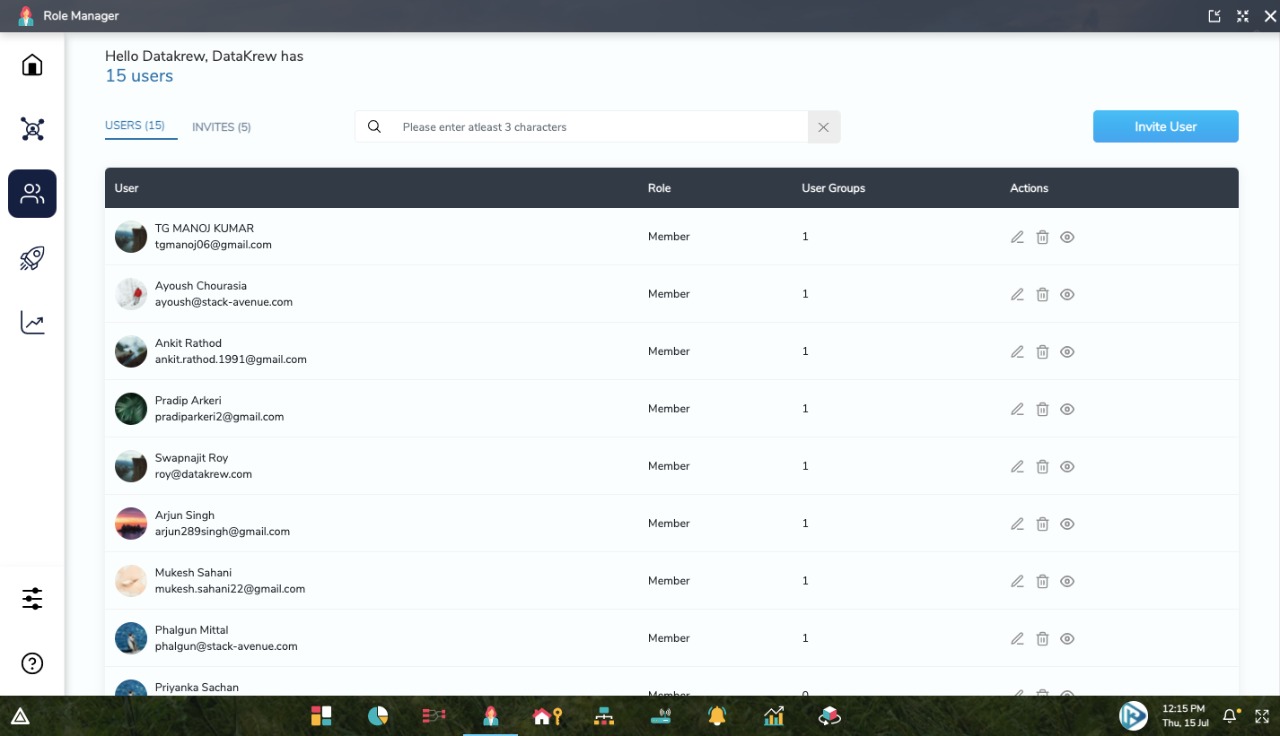 Role Manager
Hello Datakrew, DataKrew has
15 users
USERS (15) INVITES (5) Please enter atleast 3 characters Invite User
User Role User Groups Actions
TG MANOJ KUMAR
tgmanoj06@gmail.com
Member 1
Ayoush Chourasia
ayoush@stack-avenue.com
Member 1
Ankit Rathod
ankit.rathod.1991@gmail.com
Member 1
Pradip Arkeri
pradiparkeri2@gmail.com
Member 1
Swapnajit Roy
roy@datakrew.com
Member 1
Arjun Singh
arjun289singh@gmail.com
Member 1
Mukesh Sahani
mukesh.sahani22@gmail.com
Member 1
Phalgun Mittal
phalgun@stack-avenue.com
Member 1
Priyanka Sachan
Member 0
12:15 PM
Thu, 15 Jul